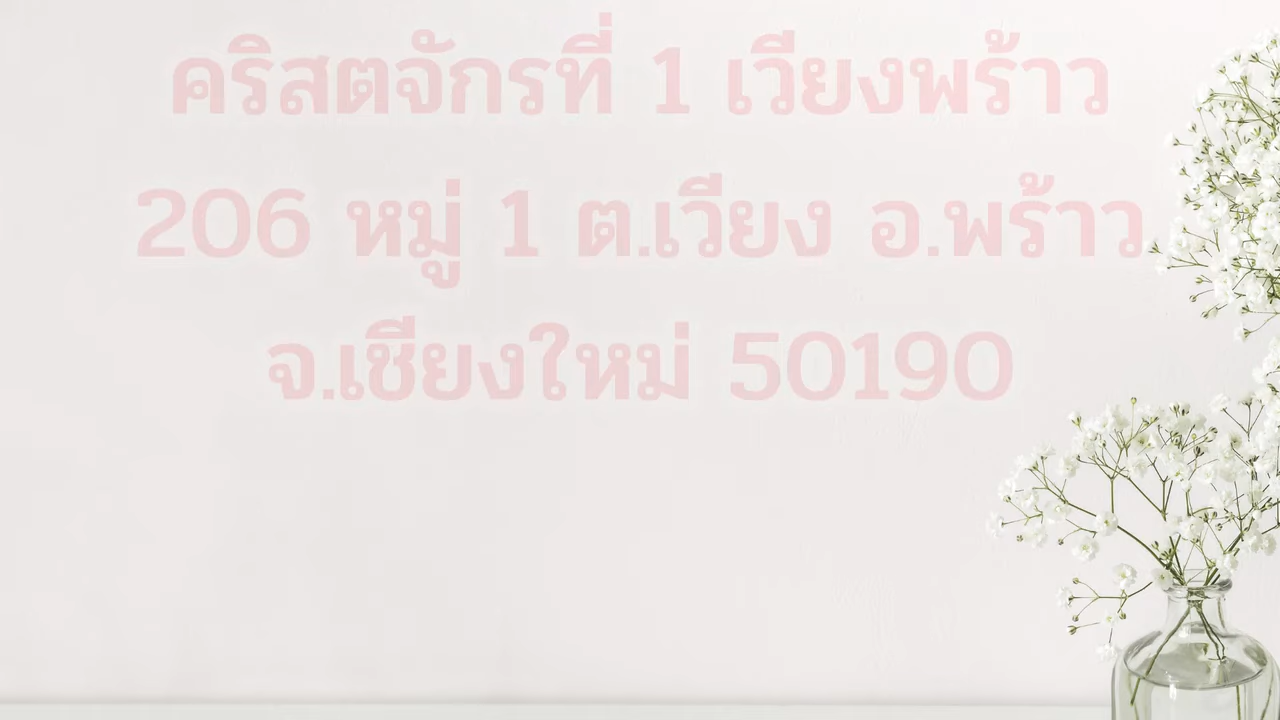 คริสตจักรที่ 1 เวียงพร้าว
206 หมู่ 1 ต.เวียง อ.พร้าว
จ.เชียงใหม่ 50190